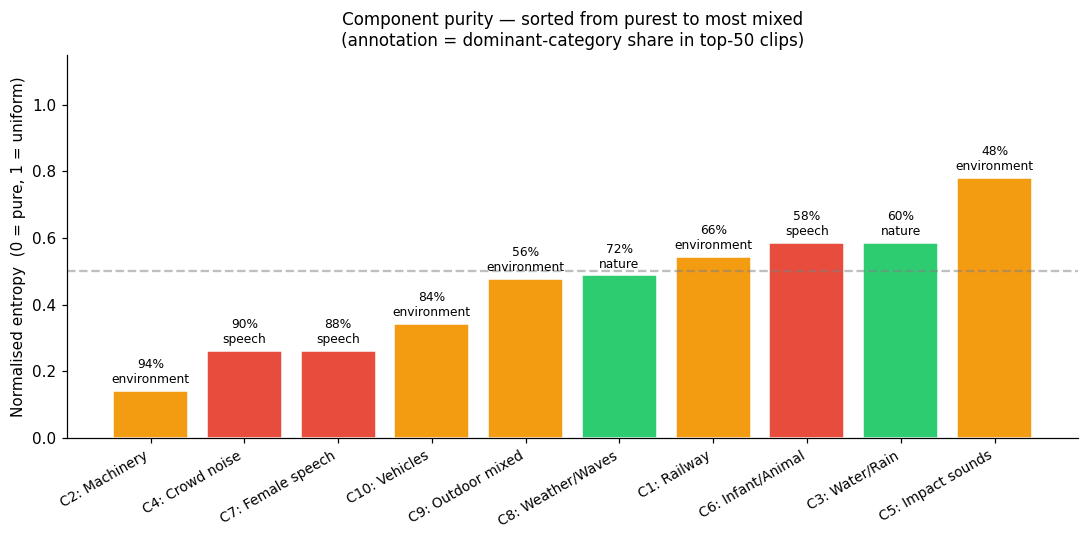 Component purity — sorted from purest to most mixed
(annotation = dominant-category share in top-50 clips)
Normalised entropy  (0 = pure, 1 = uniform)
1.0
0.8
0.6
0.4
0.2
0.0
94%
environment
90%
speech
88%
speech
84%
environment
56%
environment
72%
nature
66%
environment
58%
speech
60%
nature
48%
environment
C2: Machinery
C4: Crowd noise
C7: Female speech
C10: Vehicles
C9: Outdoor mixed
C8: Weather/Waves
C1: Railway
C6: Infant/Animal
C3: Water/Rain
C5: Impact sounds